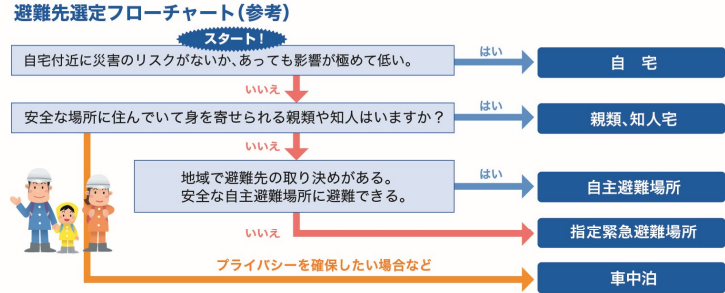 避難先選定フローチャート(参考)
スタート!
自宅付近に災害のリスクがないか、あっても影響が極めて低い。
はい
自 宅
いいえ
安全な場所に住んでいて身を寄せられる親類や知人はいますか?
はい
親類、知人宅
いいえ
地域で避難先の取り決めがある。
安全な自主避難場所に避難できる。
はい
自主避難場所
いいえ
指定緊急避難場所
プライバシーを確保したい場合など
車中泊